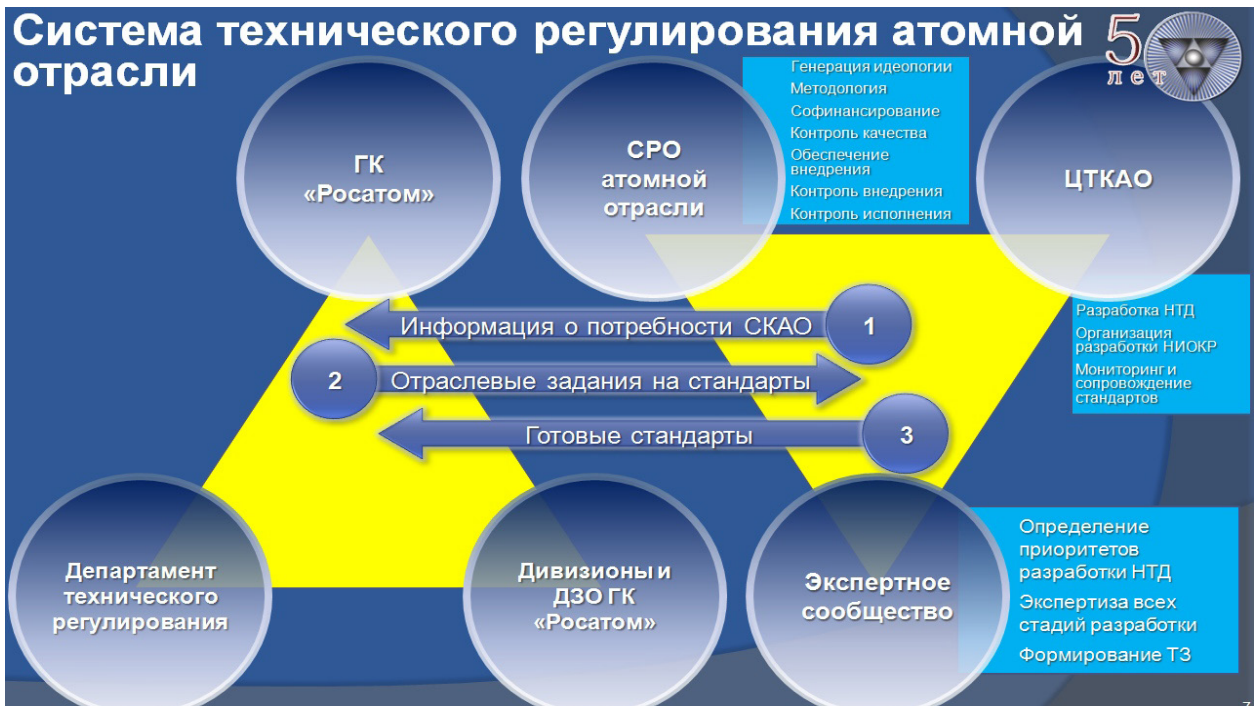 Система технического регулирования атомной
отрасли
5
лет
Генерация идеологии
Методология
Софинансирование
Контроль качества
Обеспечение
внедрения
Контроль внедрения
Контроль исполнения
ГК
«Росатом»
СРО
атомной
отрасли
ЦТКАО
Информация о потребности СКАО
1
2
Отраслевые задания на стандарты
Готовые стандарты
3
Разработка НТД
Организация
разработки НИОКР
Мониторинг и
сопровождение
стандартов
Департамент
технического
регулирования
Дивизионы и
ДЗО ГК
«Росатом»
Экспертное
сообщество
Определение
приоритетов
разработки НТД
Экспертиза всех
стадий разработки
Формирование ТЗ
7